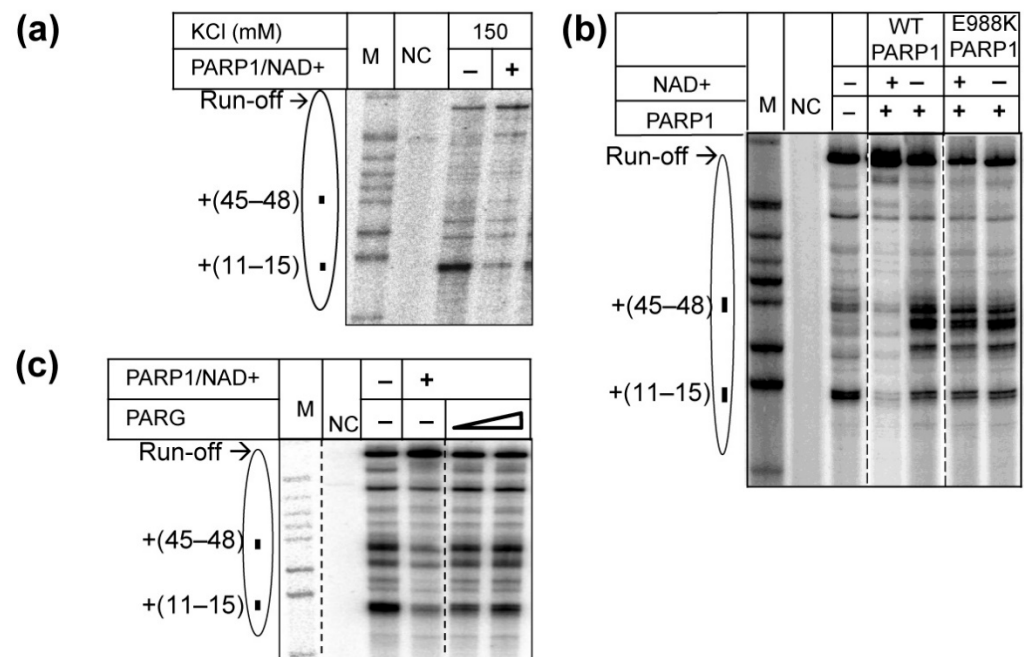 (a)
KCl (mM) M NC 150
PARP1/NAD+ – +
Run-off →
+(45–48)
+(11–15)
(b)
WT PARP1 E988K PARP1
NAD+ – + – + –
M NC
PARP1 – + + + +
Run-off →
+(45–48)
+(11–15)
(c)
PARP1/NAD+ – +
M NC
PARG – –
Run-off →
+(45–48)
+(11–15)